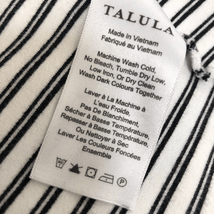 TALULA
Made in Vietnam
Fabriqué au Vietnam
Machine Wash Cold,
No Bleach, Tumble Dry Low,
Low Iron, Or Dry Clean
Wash Dark Colours Together
Laver À La Machine À
L'eau Froide,
Pas De Blanchiment,
Sécher À Basse Température,
Repasser À Basse Température,
Ou Nettoyer À Sec
Laver Les Couleurs Foncées
Ensemble